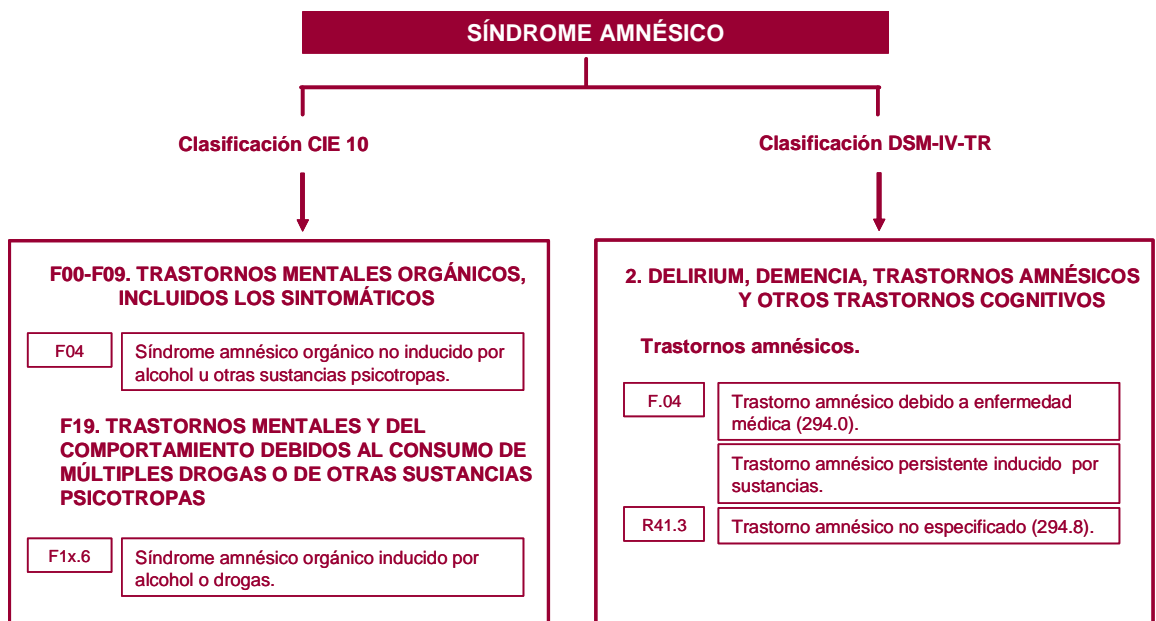 SÍNDROME AMNÉSICO
Clasificación CIE 10
F00-F09. TRASTORNOS MENTALES ORGÁNICOS,
INCLUIDOS LOS SINTOMÁTICOS
F04
Síndrome amnésico orgánico no inducido por
alcohol u otras sustancias psicotropas.
F19. TRASTORNOS MENTALES Y DEL
COMPORTAMIENTO DEBIDOS AL CONSUMO DE
MÚLTIPLES DROGAS O DE OTRAS SUSTANCIAS
PSICOTROPAS
F1x.6
Síndrome amnésico orgánico inducido por
alcohol o drogas.
Clasificación DSM-IV-TR
2. DELIRIUM, DEMENCIA, TRASTORNOS AMNÉSICOS
Y OTROS TRASTORNOS COGNITIVOS
Trastornos amnésicos.
F.04
Trastorno amnésico debido a enfermedad
médica (294.0).
Trastorno amnésico persistente inducido por
sustancias.
R41.3
Trastorno amnésico no especificado (294.8).